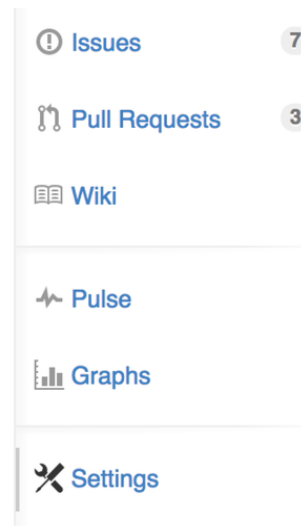 Issues 7
Pull Requests 3
Wiki
Pulse
Graphs
Settings